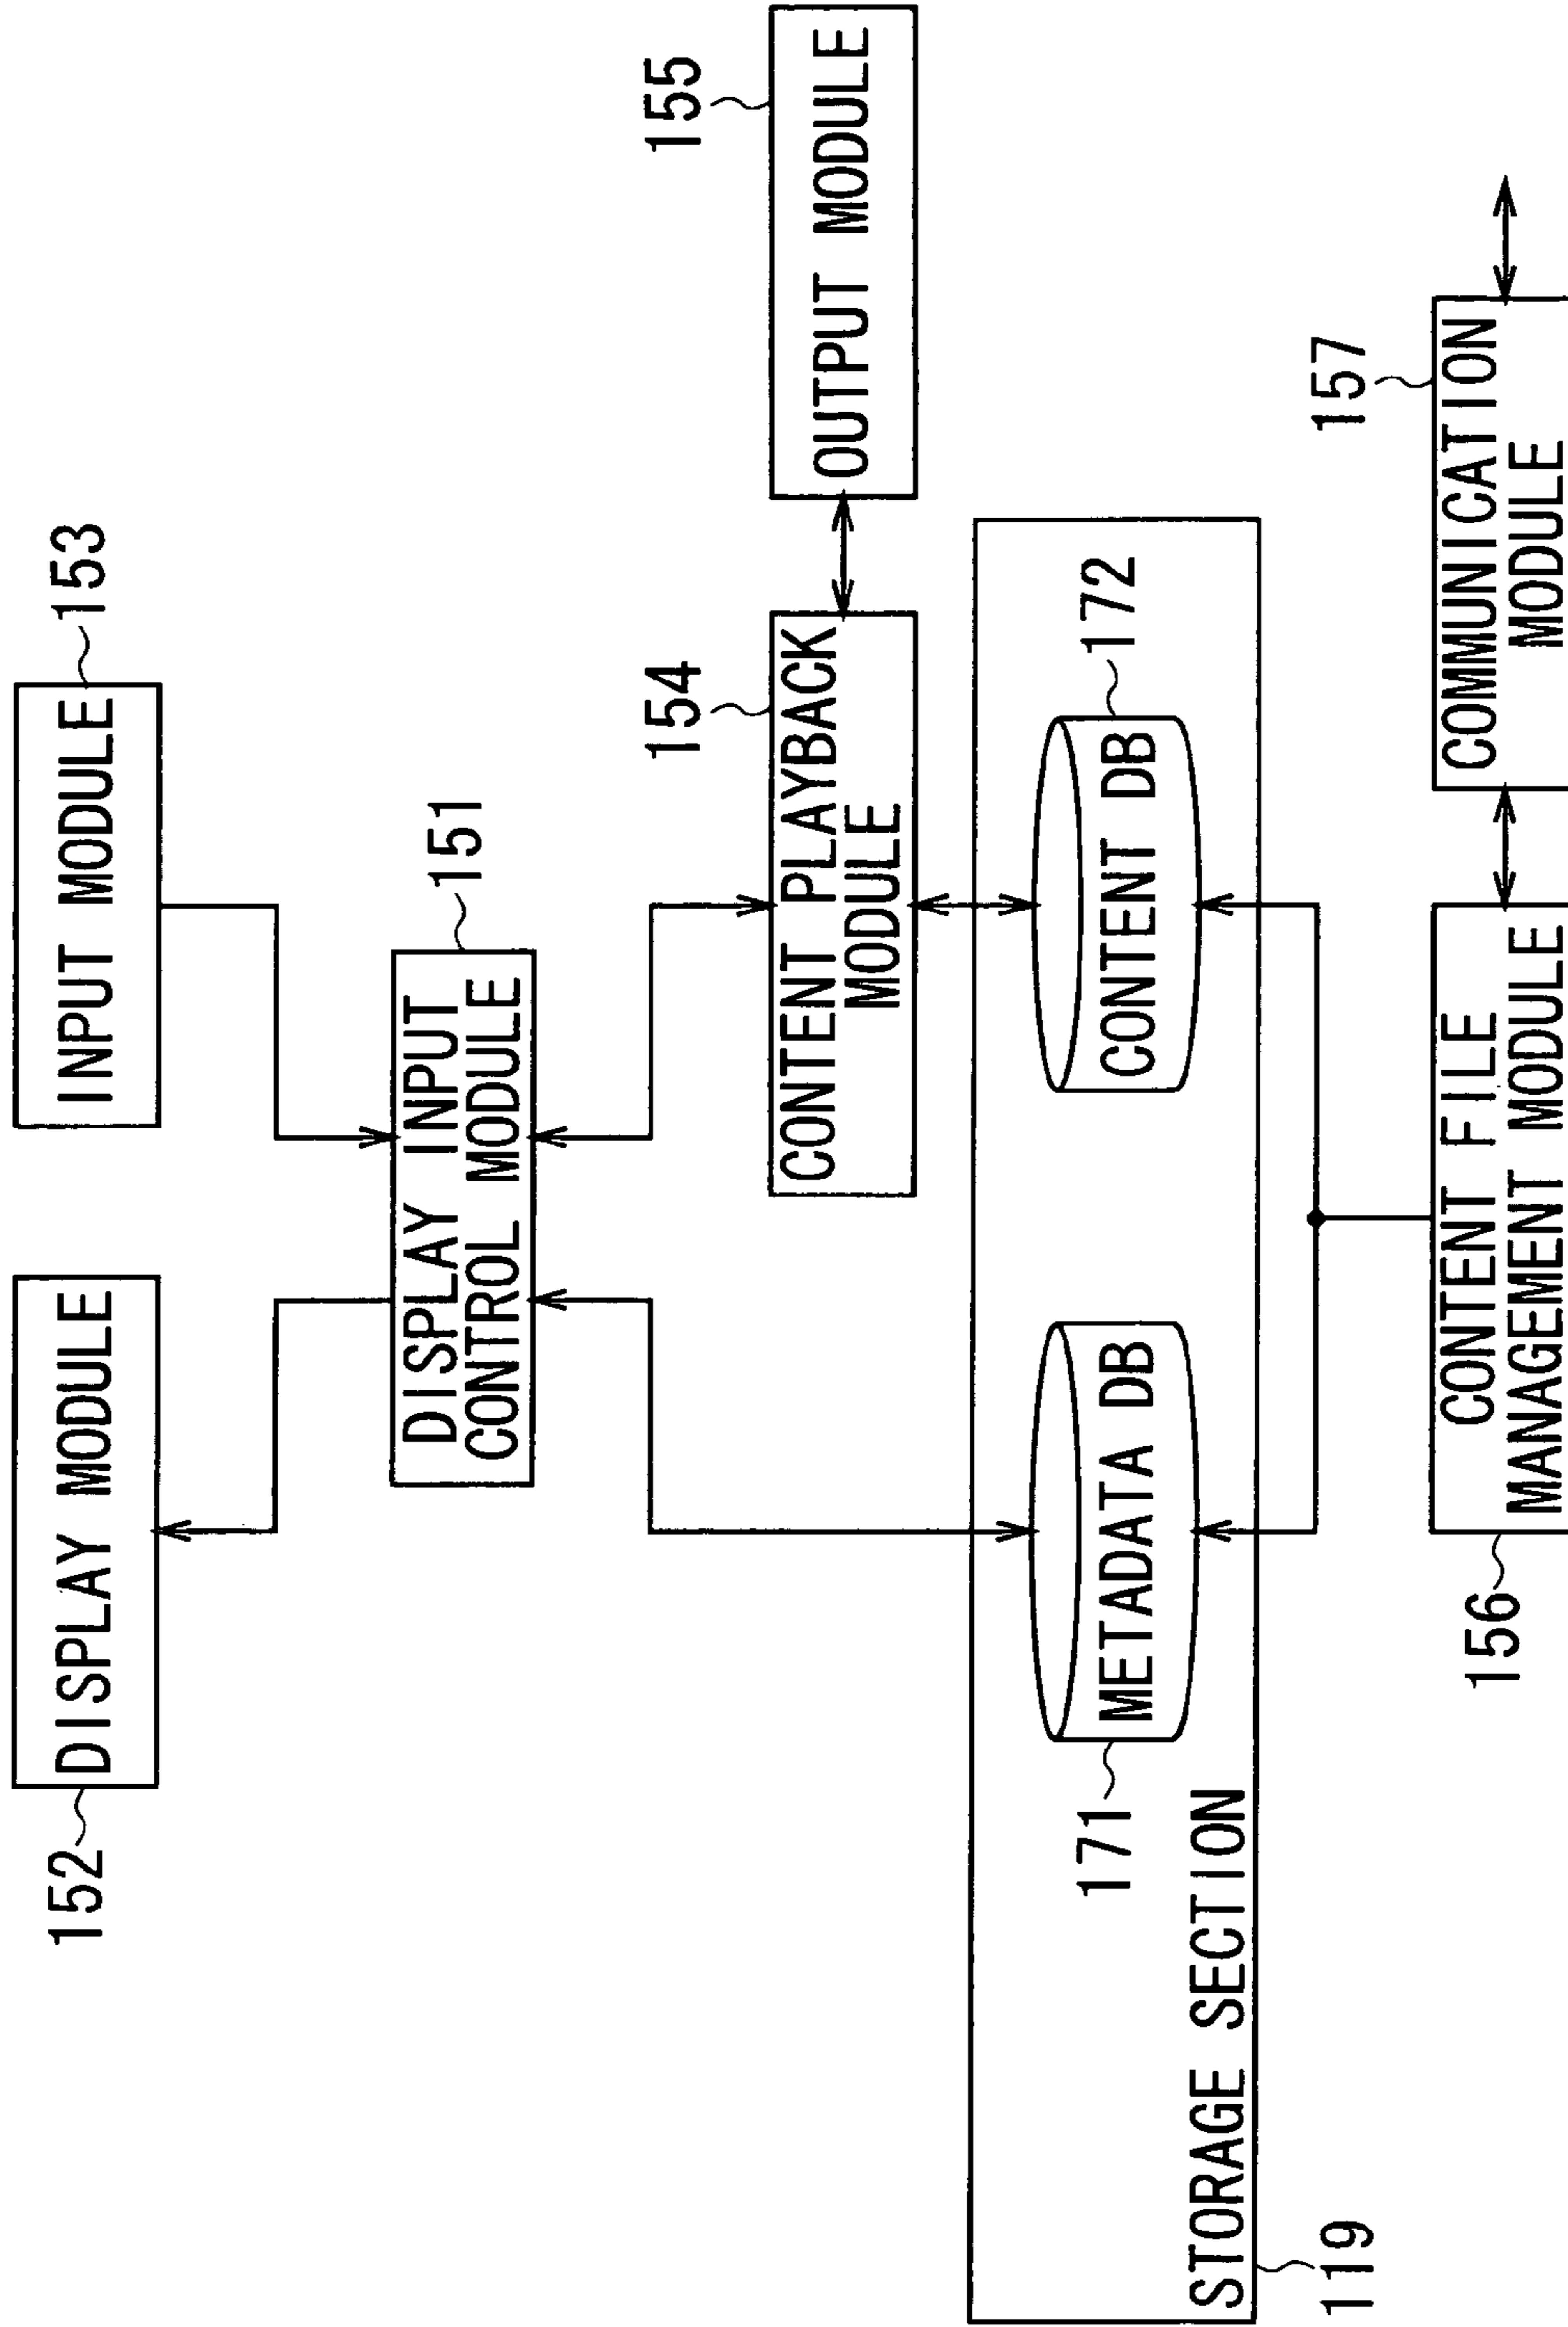 152
DISPLAY MODULE
INPUT MODULE
153
DISPLAY INPUT
CONTROL MODULE
151
154
CONTENT PLAYBACK
MODULE
155
OUTPUT MODULE
171
METADATA DB
CONTENT DB
172
STORAGE SECTION
119
156
CONTENT FILE
MANAGEMENT MODULE
157
COMMUNICATION
MODULE